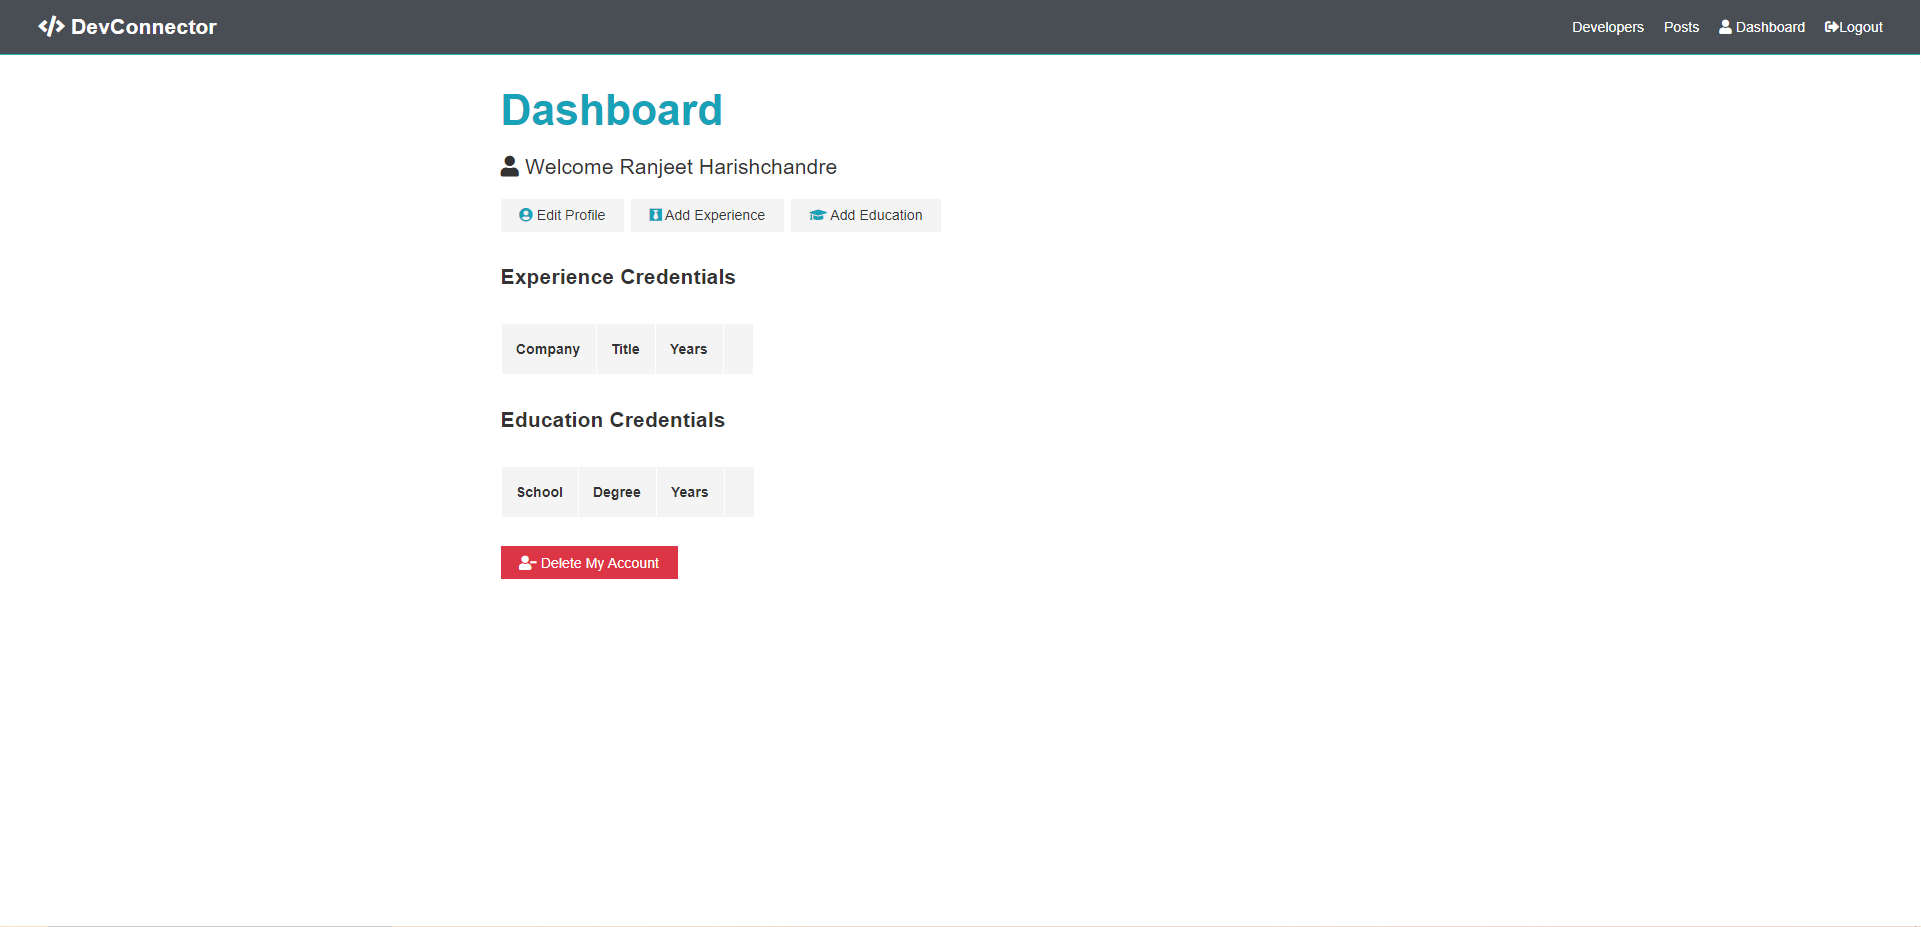 DevConnector
Developers Posts Dashboard Logout
Dashboard
Welcome Ranjeet Harishchandre
Edit Profile Add Experience Add Education
Experience Credentials
Company Title Years
Education Credentials
School Degree Years
Delete My Account